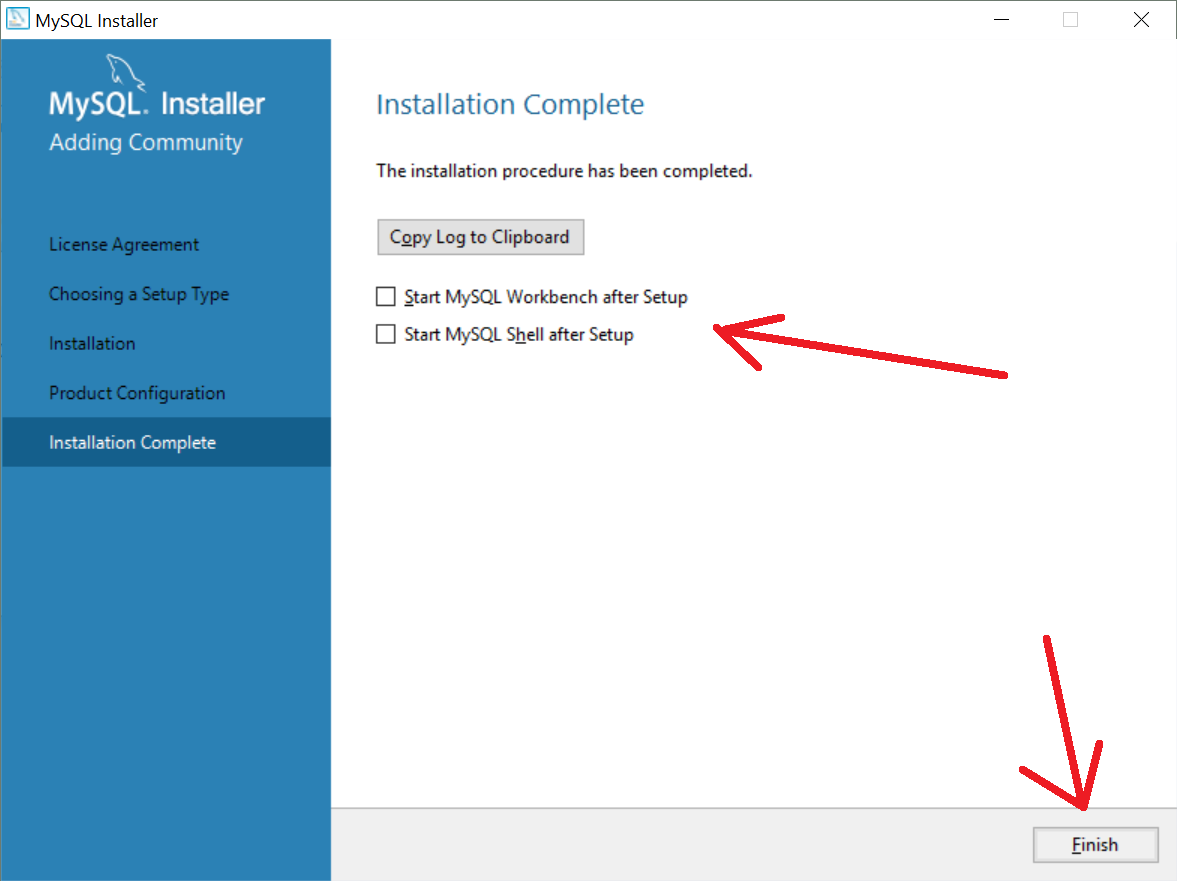 MySQL Installer
MySQL. Installer
Adding Community
License Agreement
Choosing a Setup Type
Installation
Product Configuration
Installation Complete
Installation Complete
The installation procedure has been completed.
Copy Log to Clipboard
Start MySQL Workbench after Setup
Start MySQL Shell after Setup
Finish